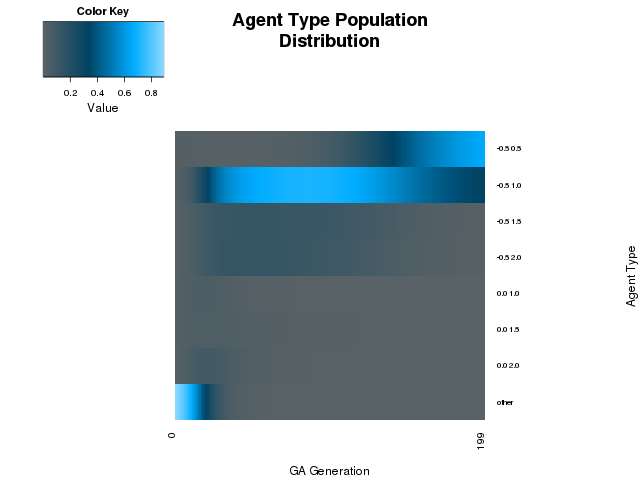 Color Key
Agent Type Population
Distribution
0.2 0.4 0.6 0.8
Value
-0.5 0.5
-0.5 1.0
-0.5 1.5
-0.5 2.0
0.0 1.0
0.0 1.5
0.0 2.0
other
Agent Type
0 199
GA Generation